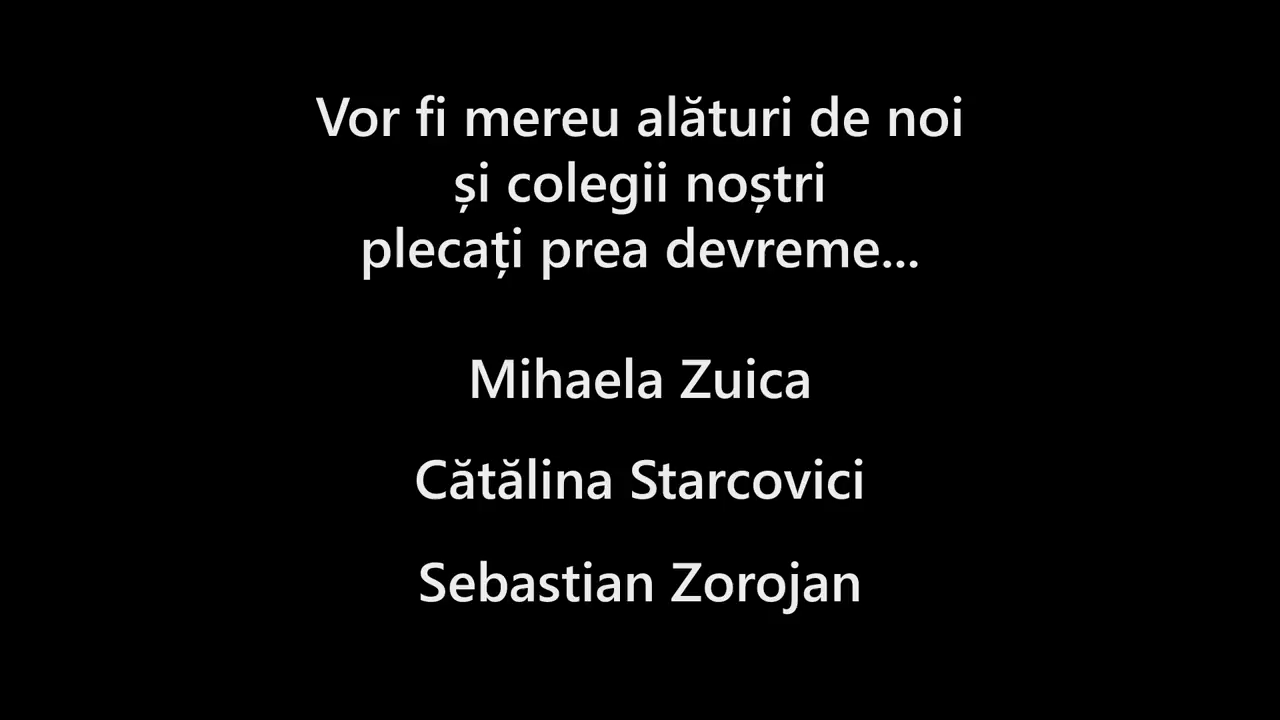 Vor fi mereu alături de noi
și colegii noștri
plecați prea devreme...
Mihaela Zuica
Cătălina Starcovici
Sebastian Zorojan